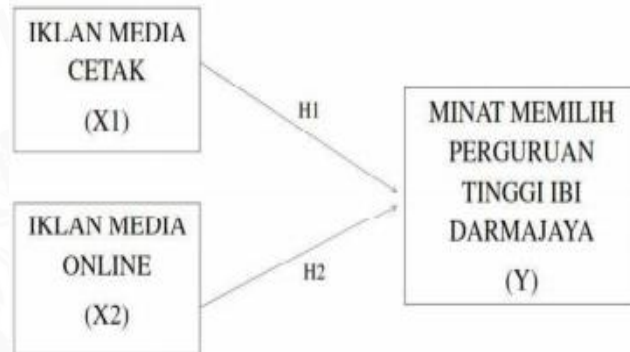 IKLAN MEDIA
CETAK
(X1)
H1
IKLAN MEDIA
ONLINE
(X2)
H2
MINAT MEMILIH
PERGURUAN
TINGGI IBI
DARMAJAYA
(Y)